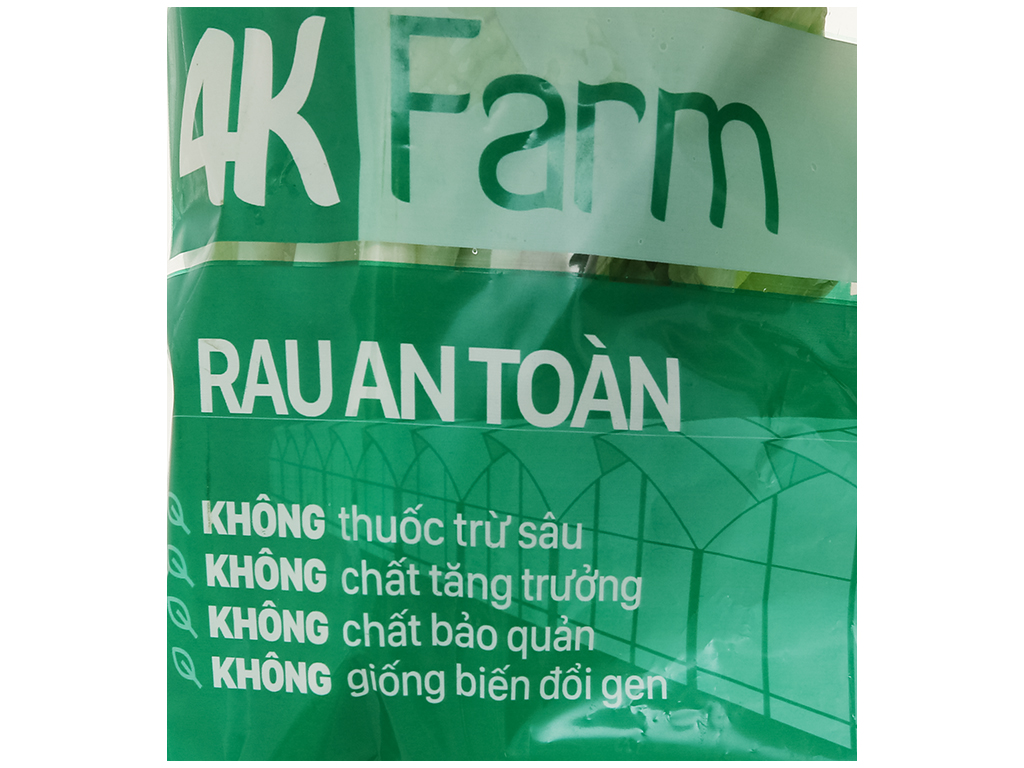 4K Farm
RAU AN TOÀN
KHÔNG thuốc trừ sâu
KHÔNG chất tăng trưởng
KHÔNG chất bảo quản
KHÔNG giống biến đổi gen